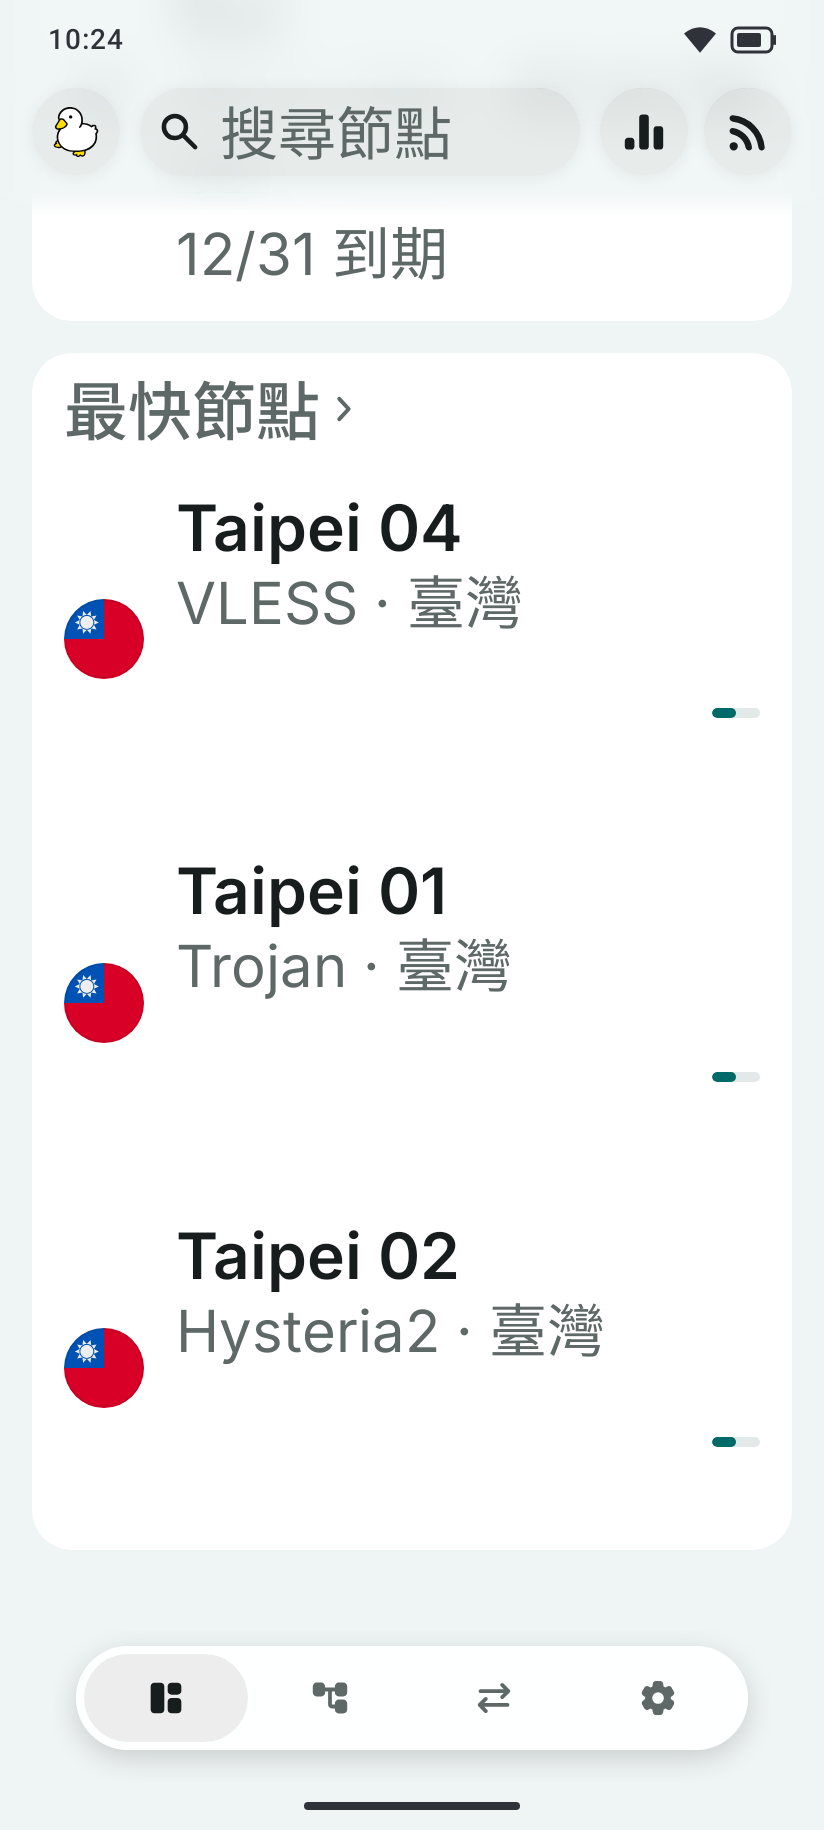 10:24
搜尋節點
12/31 到期
最快節點
Taipei 04
VLESS · 臺灣
Taipei 01
Trojan · 臺灣
Taipei 02
Hysteria2 · 臺灣